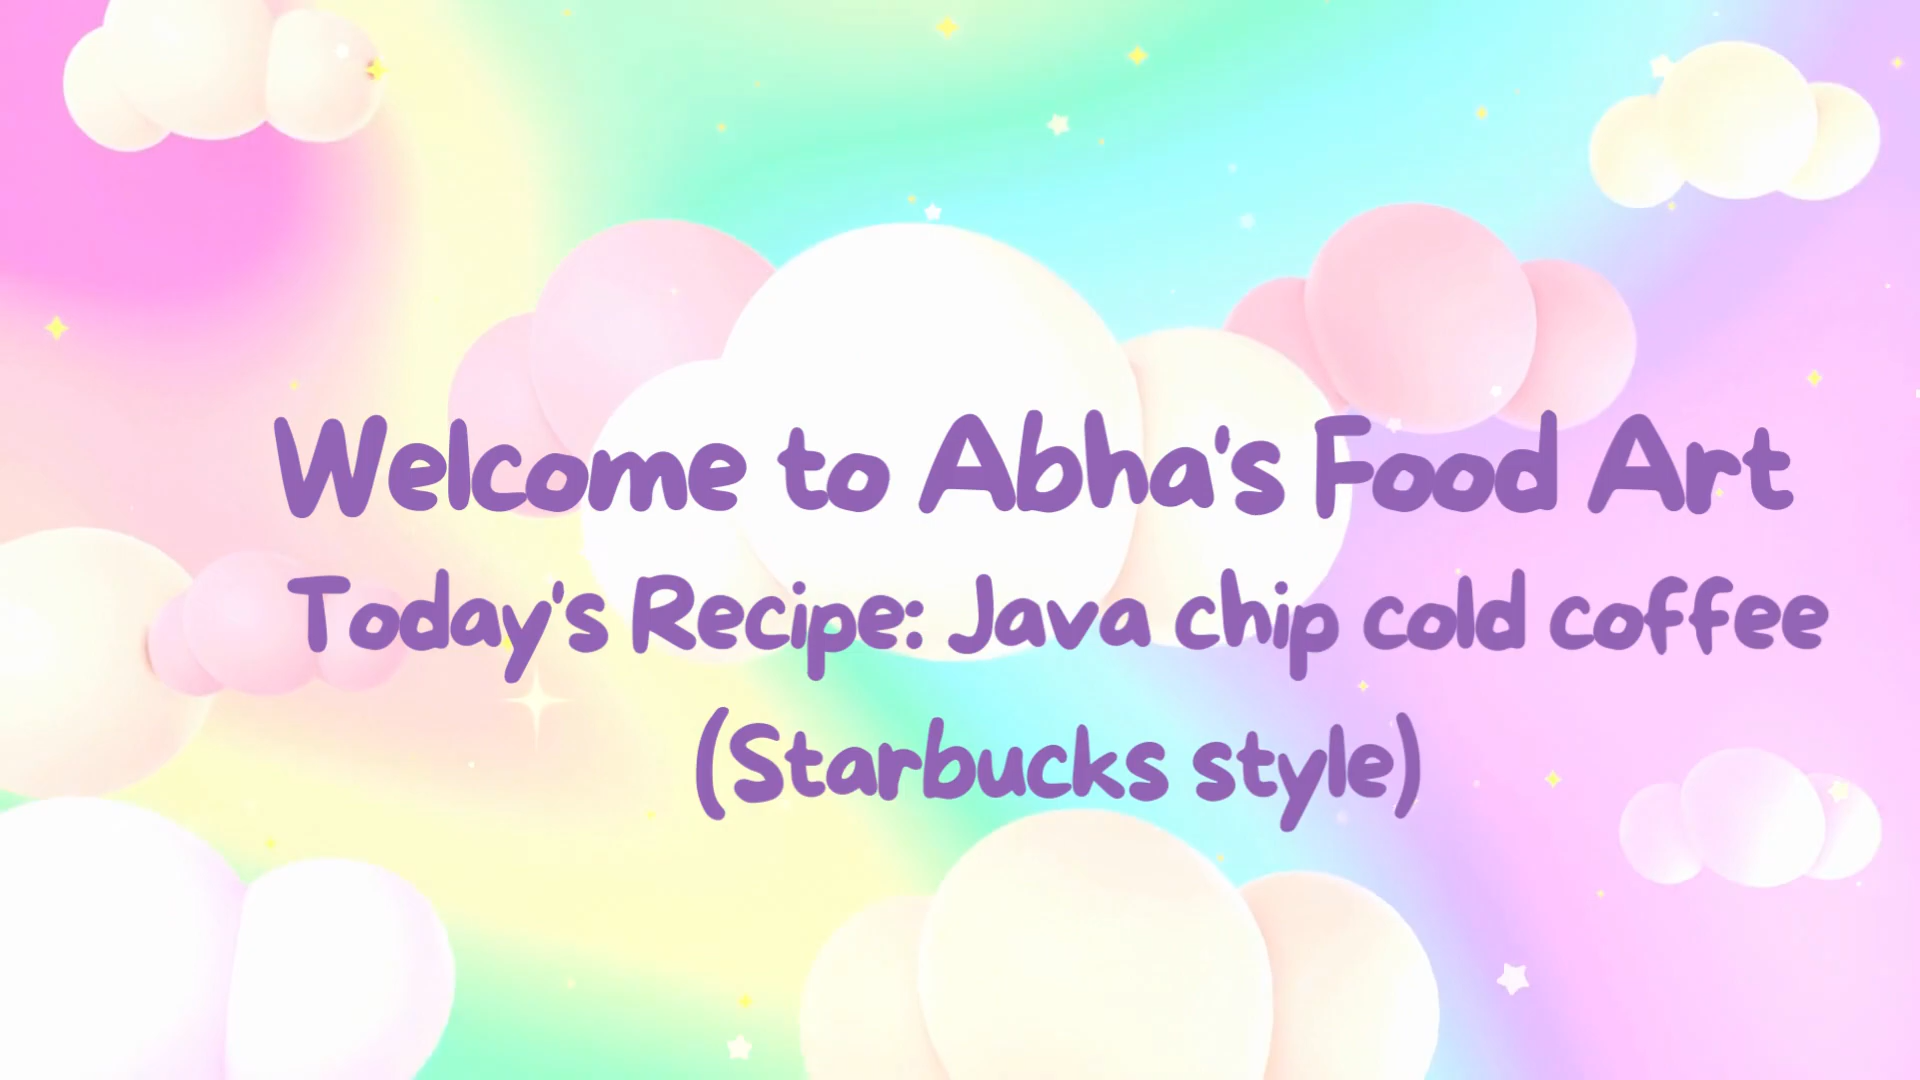 Welcome to Abha's Food Art
Today's Recipe: Java chip cold coffee
(Starbucks style)